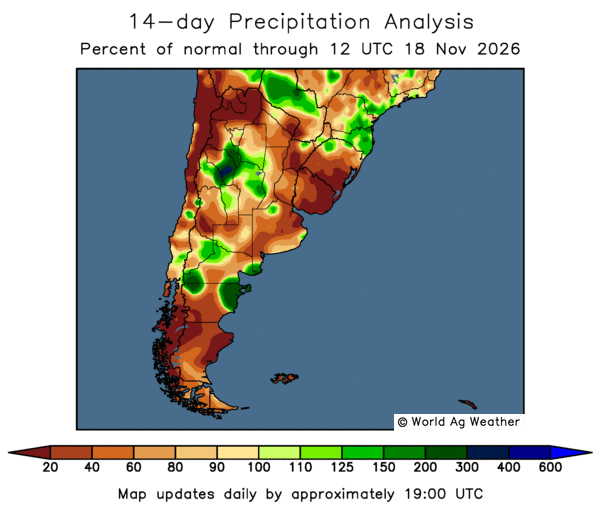 14-day Precipitation Analysis
Percent of normal through 12 UTC 18 Nov 2026
© World Ag Weather
20 40 60 80 90 100 110 125 150 200 300 400 600
Map updates daily by approximately 19:00 UTC